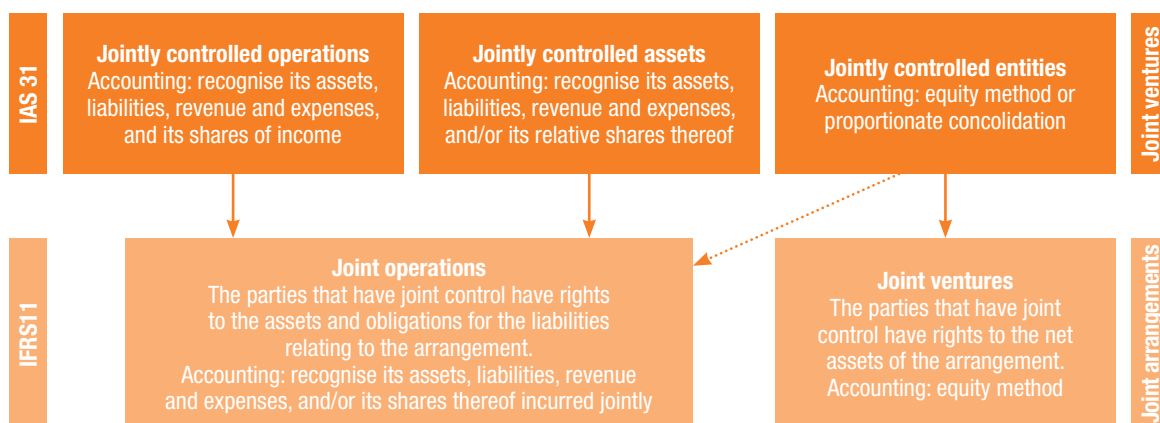 IAS 31
Jointly controlled operations
Accounting: recognise its assets,
liabilities, revenue and expenses,
and its shares of income
Jointly controlled assets
Accounting: recognise its assets,
liabilities, revenue and expenses,
and/or its relative shares thereof
Jointly controlled entities
Accounting: equity method or
proportionate concolidation
Joint ventures
IFRS11
Joint operations
The parties that have joint control have rights
to the assets and obligations for the liabilities
relating to the arrangement.
Accounting: recognise its assets, liabilities, revenue
and expenses, and/or its shares thereof incurred jointly
Joint ventures
The parties that have joint
control have rights to the net
assets of the arrangement.
Accounting: equity method
Joint arrangements